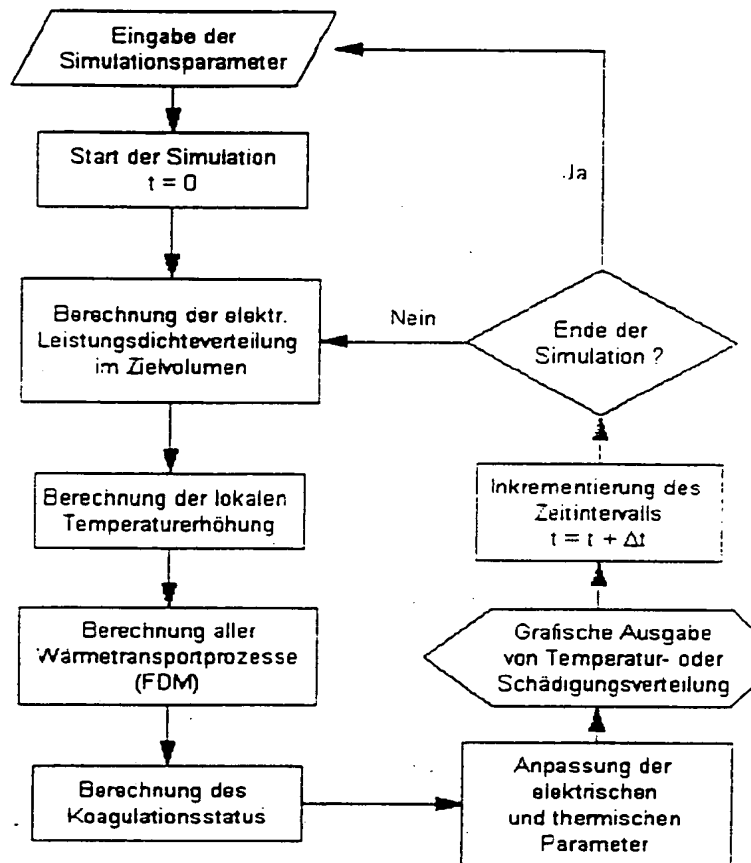 Eingabe der
Simulationsparameter
Start der Simulation
t = 0
Berechnung der elektr.
Leistungsdichteverteilung
im Zielvolumen
Berechnung der lokalen
Temperaturerhöhung
Berechnung aller
Wärmetransportprozesse
(FDM)
Berechnung des
Koagulationsstatus
Anpassung der
elektrischen
und thermischen
Parameter
Grafische Ausgabe
von Temperatur- oder
Schädigungsverteilung
Inkrementierung des
Zeitintervalls
t = t + Δt
Ende der
Simulation ?
Nein
Ja